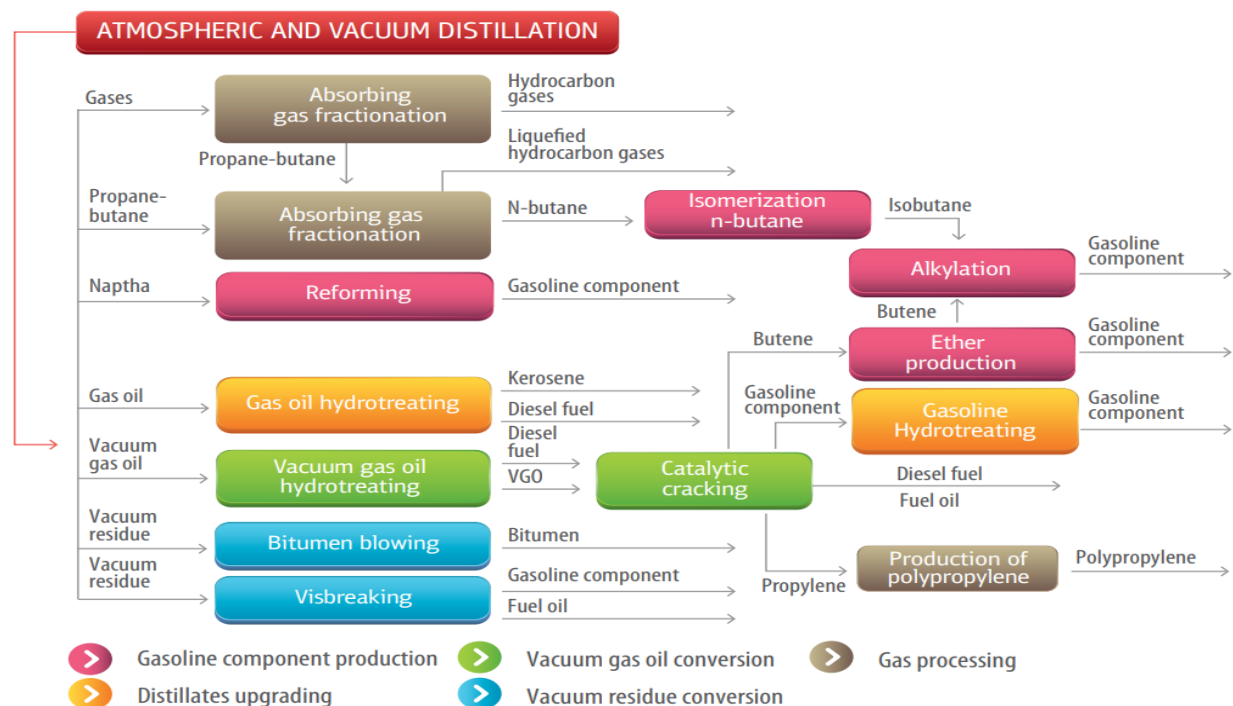 ATMOSPHERIC AND VACUUM DISTILLATION
Gases
Absorbing
gas fractionation
Hydrocarbon
gases
Propane-butane
Liquefied
hydrocarbon gases
Propane-
butane
Absorbing gas
fractionation
N-butane
Isomerization
n-butane
Isobutane
Alkylation
Gasoline
component
Naptha
Reforming
Gasoline component
Butene
Butene
Ether
production
Gasoline
component
Gas oil
Gas oil hydrotreating
Kerosene
Diesel fuel
Gasoline
component
Gasoline
Hydrotreating
Gasoline
component
Vacuum
gas oil
Vacuum gas oil
hydrotreating
Diesel
fuel
VGO
Catalytic
cracking
Diesel fuel
Fuel oil
Vacuum
residue
Bitumen blowing
Bitumen
Vacuum
residue
Visbreaking
Gasoline component
Fuel oil
Propylene
Production of
polypropylene
Polypropylene
Gasoline component production
Vacuum gas oil conversion
Gas processing
Distillates upgrading
Vacuum residue conversion